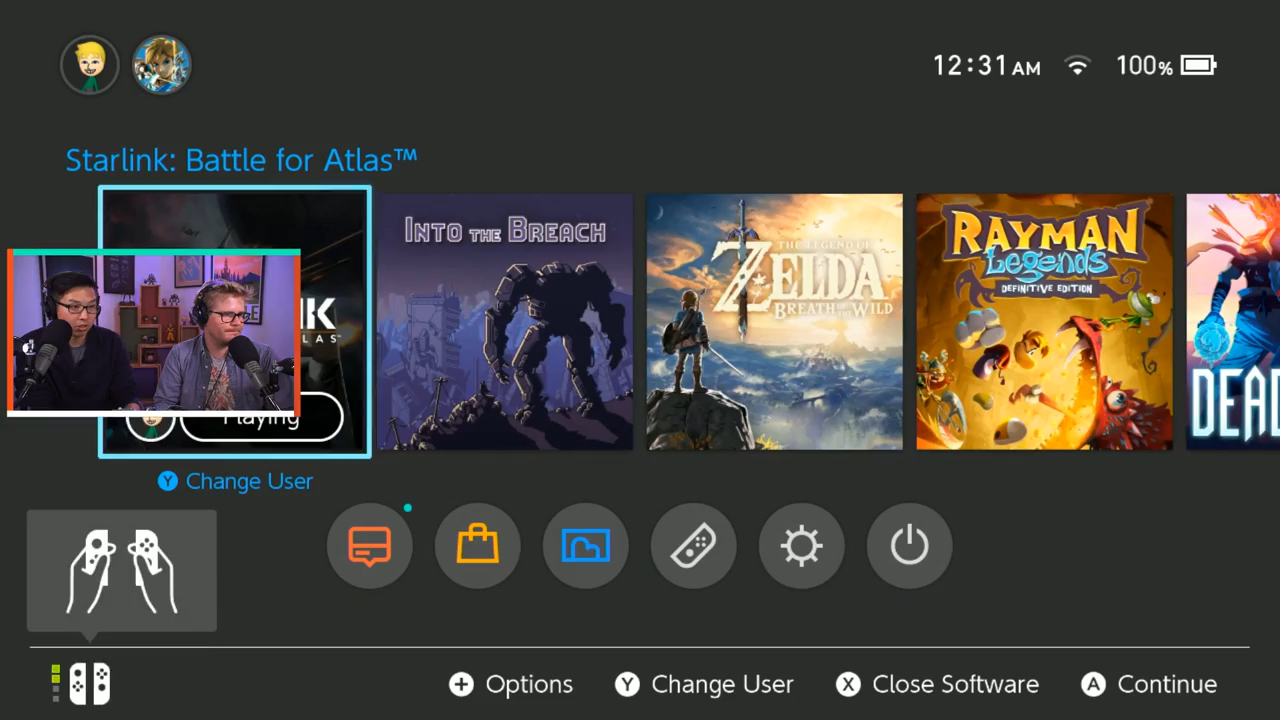 12:31 AM 100%
Starlink: Battle for Atlas™
INTO THE BREACH
THE LEGEND OF
ZELDA
BREATH OF THE WILD
RAYMAN
Legends
DEFINITIVE EDITION
DEAD
Playing
Y Change User
+ Options Y Change User X Close Software A Continue